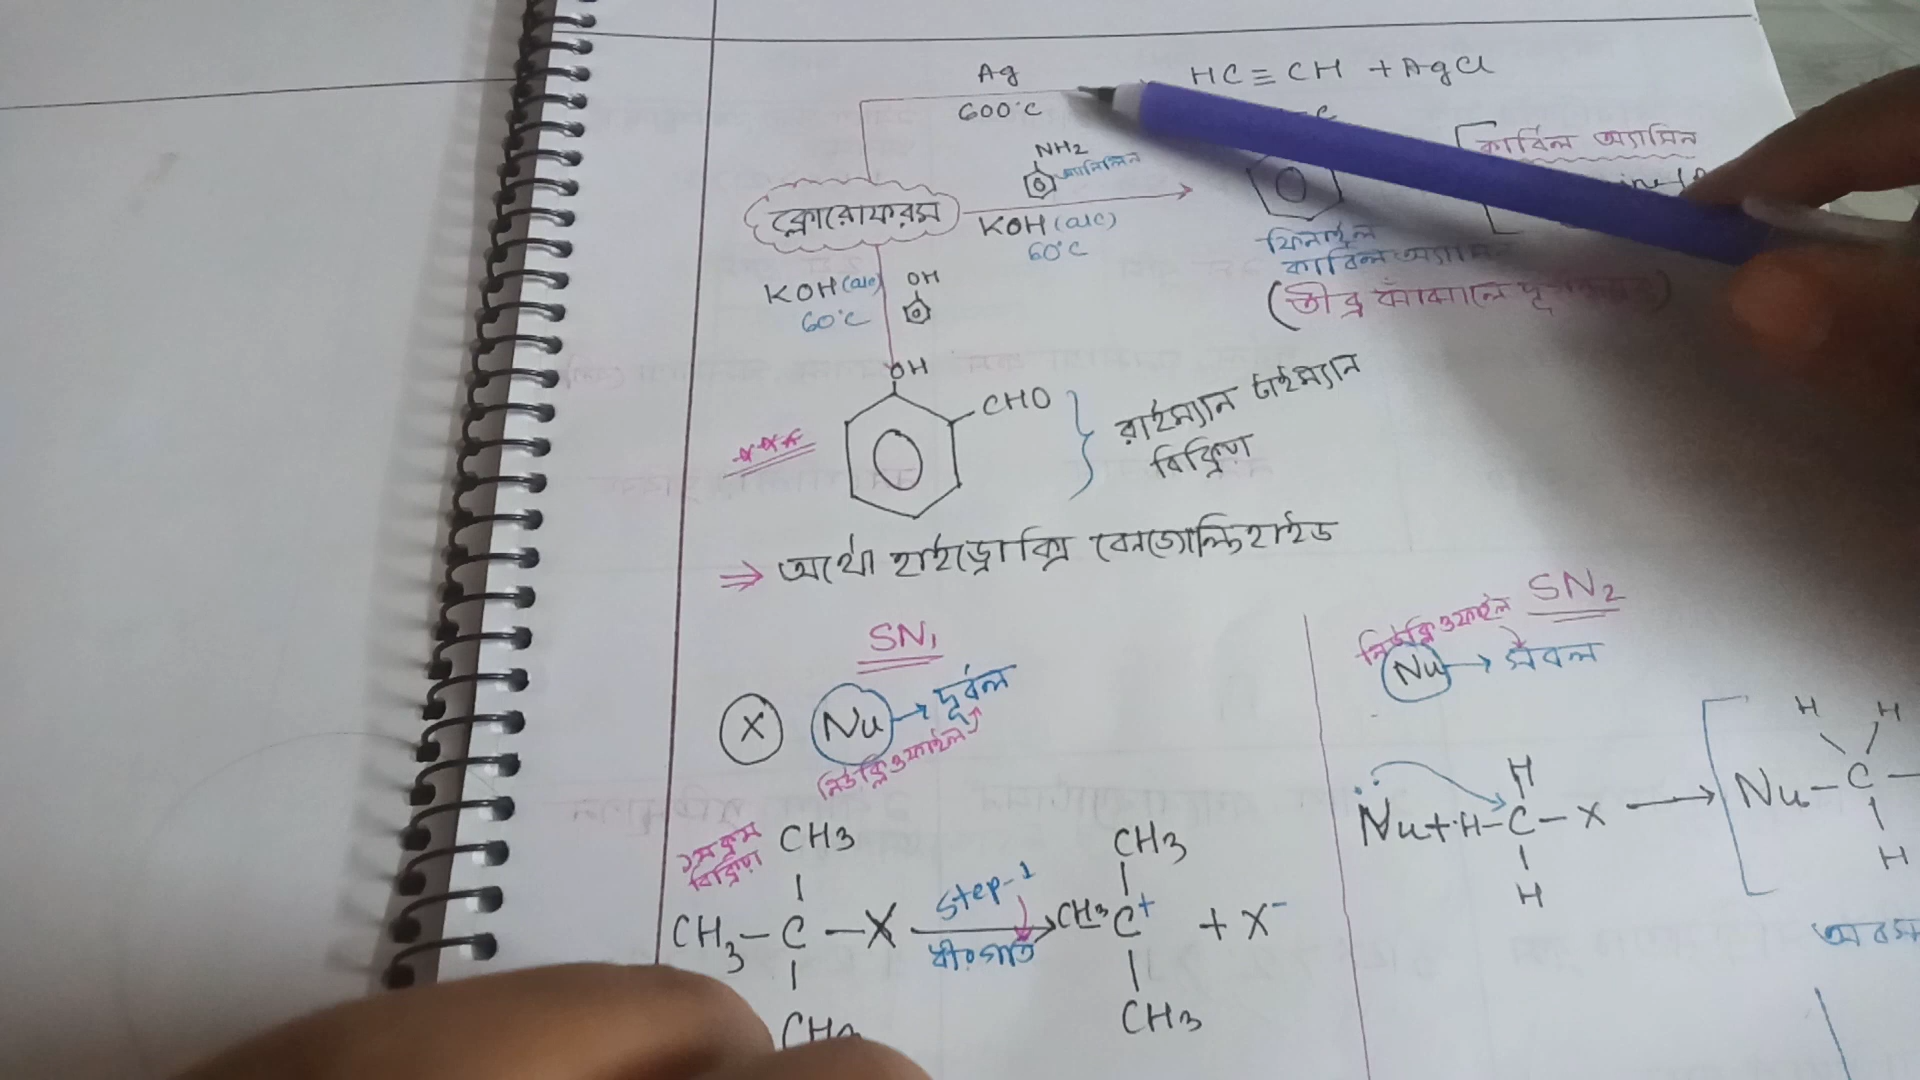 Ag
600°C
HC≡CH + AgCl
NH2
অ্যানিলিন
কার্বিল অ্যামিন
ক্লোরোফরম
KOH (alc)
60°C
ফিনাইল
কার্বিল অ্যামিন
(তীব্র ঝাঁঝালো
KOH (alc)
60°C
OH
OH
CHO
রাইম্যান টাইম্যান
বিক্রিয়া
⇒ অর্থো হাইড্রোক্সি বেনজোল্ডিহাইড
SN1
X
Nu → দূর্বল
নিউক্লিওফাইল
১ম ক্রম
বিক্রিয়া
CH3
CH3-C-X
Step-1
ধীরগতি
CH3
CH3 C+ + X-
CH3
SN2
নিউক্লিওফাইল
Nu → সবল
H
Nu + H-C-X →
H
H H
Nu-C-
H